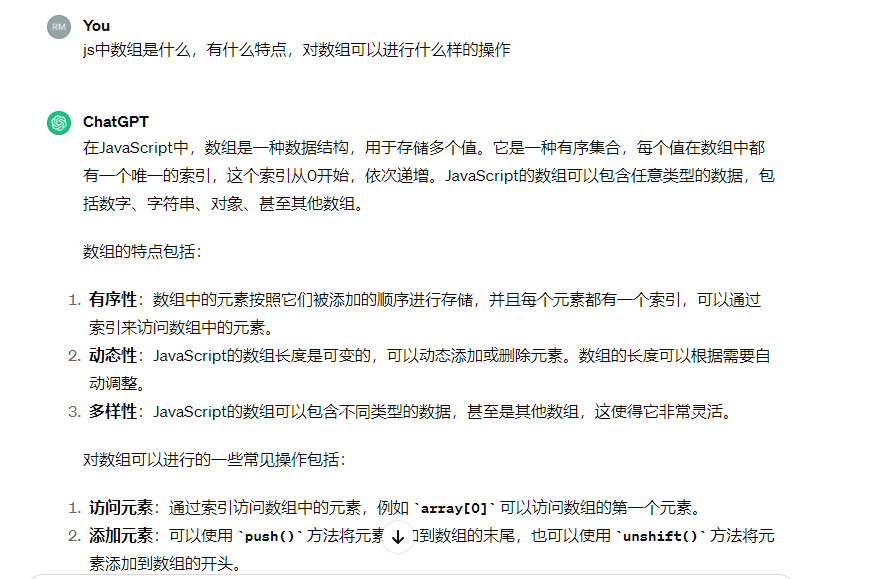 RM You
js中数组是什么，有什么特点，对数组可以进行什么样的操作
ChatGPT
在JavaScript中，数组是一种数据结构，用于存储多个值。它是一种有序集合，每个值在数组中都
有一个唯一的索引，这个索引从0开始，依次递增。JavaScript的数组可以包含任意类型的数据，包
括数字、字符串、对象、甚至其他数组。
数组的特点包括：
1. 有序性：数组中的元素按照它们被添加的顺序进行存储，并且每个元素都有一个索引，可以通过
索引来访问数组中的元素。
2. 动态性：JavaScript的数组长度是可变的，可以动态添加或删除元素。数组的长度可以根据需要自
动调整。
3. 多样性：JavaScript的数组可以包含不同类型的数据，甚至是其他数组，这使得它非常灵活。
对数组可以进行的一些常见操作包括：
1. 访问元素：通过索引访问数组中的元素，例如 `array[0]` 可以访问数组的第一个元素。
2. 添加元素：可以使用 `push()` 方法将元素加到数组的末尾，也可以使用 `unshift()` 方法将元
素添加到数组的开头。